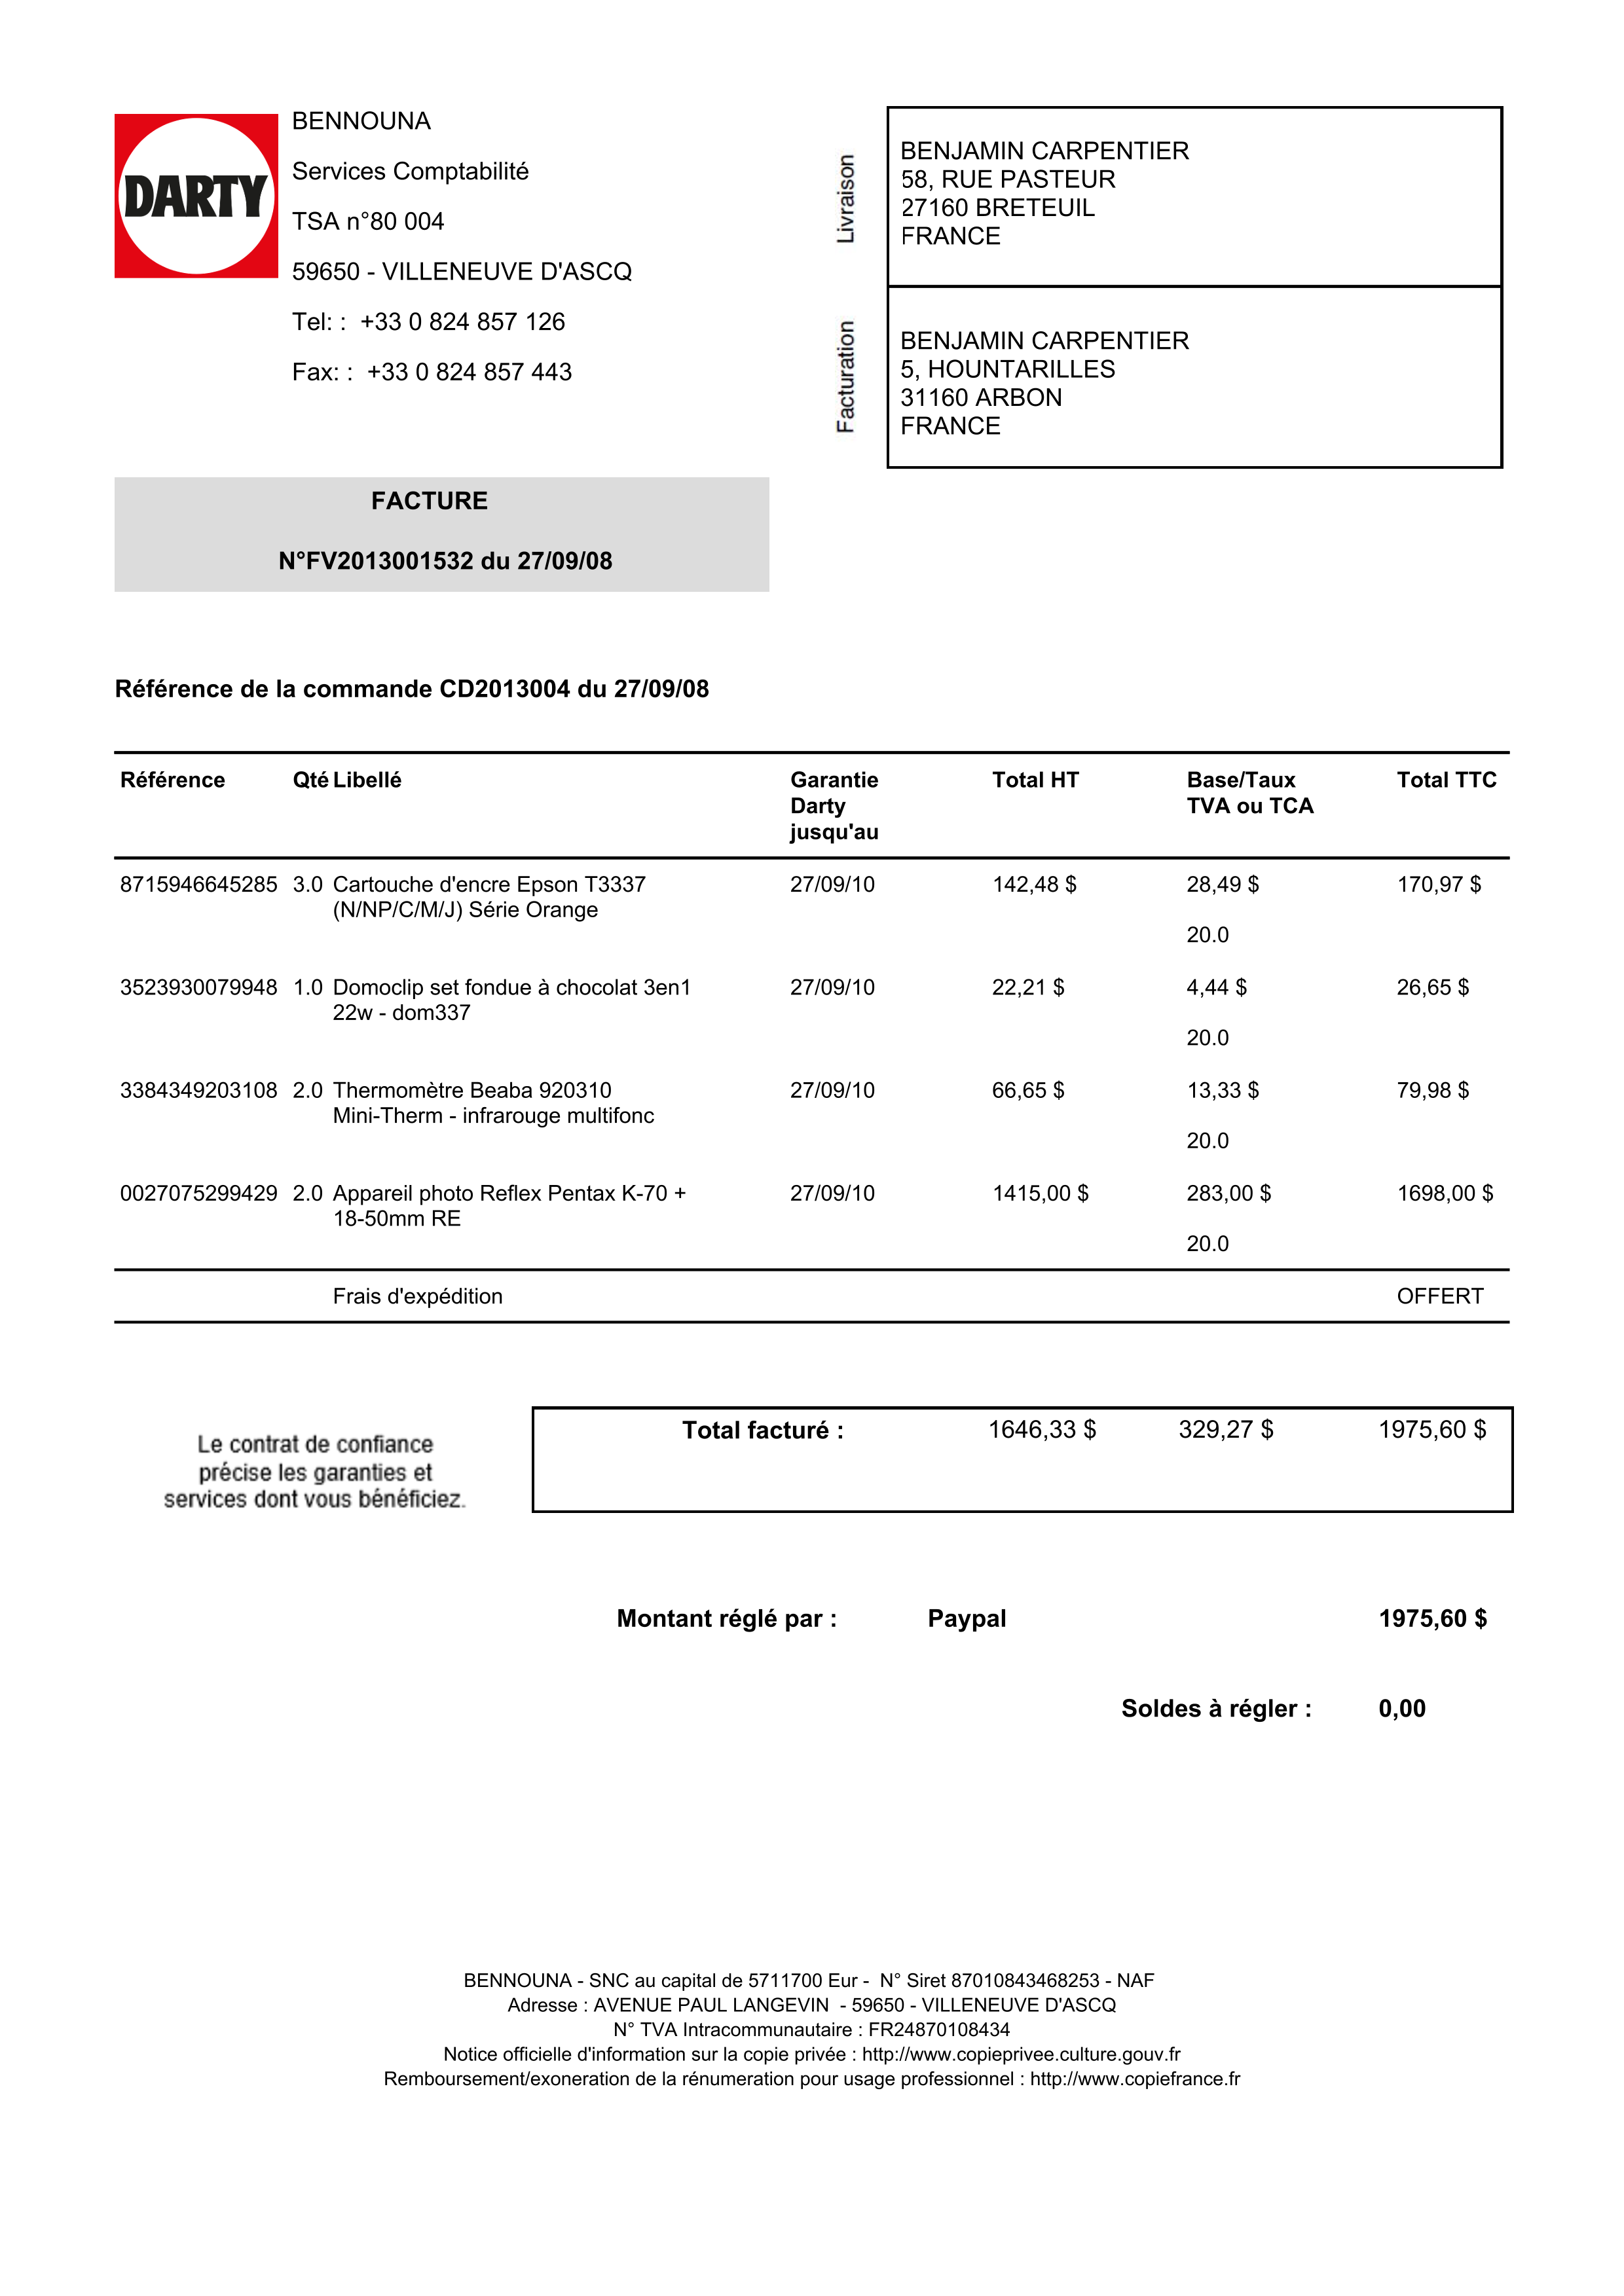 DARTY
BENNOUNA
Services Comptabilité
TSA n°80 004
59650 - VILLENEUVE D'ASCQ
Tel: :  +33 0 824 857 126
Fax: :  +33 0 824 857 443
Livraison
BENJAMIN CARPENTIER
58, RUE PASTEUR
27160 BRETEUIL
FRANCE
Facturation
BENJAMIN CARPENTIER
5, HOUNTARILLES
31160 ARBON
FRANCE
FACTURE
N°FV2013001532 du 27/09/08
Référence de la commande CD2013004 du 27/09/08
Référence Qté Libellé Garantie Total HT Base/Taux Total TTC
Darty TVA ou TCA
jusqu'au
8715946645285 3.0 Cartouche d'encre Epson T3337 27/09/10 142,48 $ 28,49 $ 170,97 $
(N/NP/C/M/J) Série Orange
20.0
3523930079948 1.0 Domoclip set fondue à chocolat 3en1 27/09/10 22,21 $ 4,44 $ 26,65 $
22w - dom337
20.0
3384349203108 2.0 Thermomètre Beaba 920310 27/09/10 66,65 $ 13,33 $ 79,98 $
Mini-Therm - infrarouge multifonc
20.0
0027075299429 2.0 Appareil photo Reflex Pentax K-70 + 27/09/10 1415,00 $ 283,00 $ 1698,00 $
18-50mm RE
20.0
Frais d'expédition OFFERT
Le contrat de confiance
précise les garanties et
services dont vous bénéficiez.
Total facturé : 1646,33 $ 329,27 $ 1975,60 $
Montant réglé par : Paypal 1975,60 $
Soldes à régler : 0,00
BENNOUNA - SNC au capital de 5711700 Eur -  N° Siret 87010843468253 - NAF
Adresse : AVENUE PAUL LANGEVIN  - 59650 - VILLENEUVE D'ASCQ
N° TVA Intracommunautaire : FR24870108434
Notice officielle d'information sur la copie privée : http://www.copieprivee.culture.gouv.fr
Remboursement/exoneration de la rénumeration pour usage professionnel : http://www.copiefrance.fr